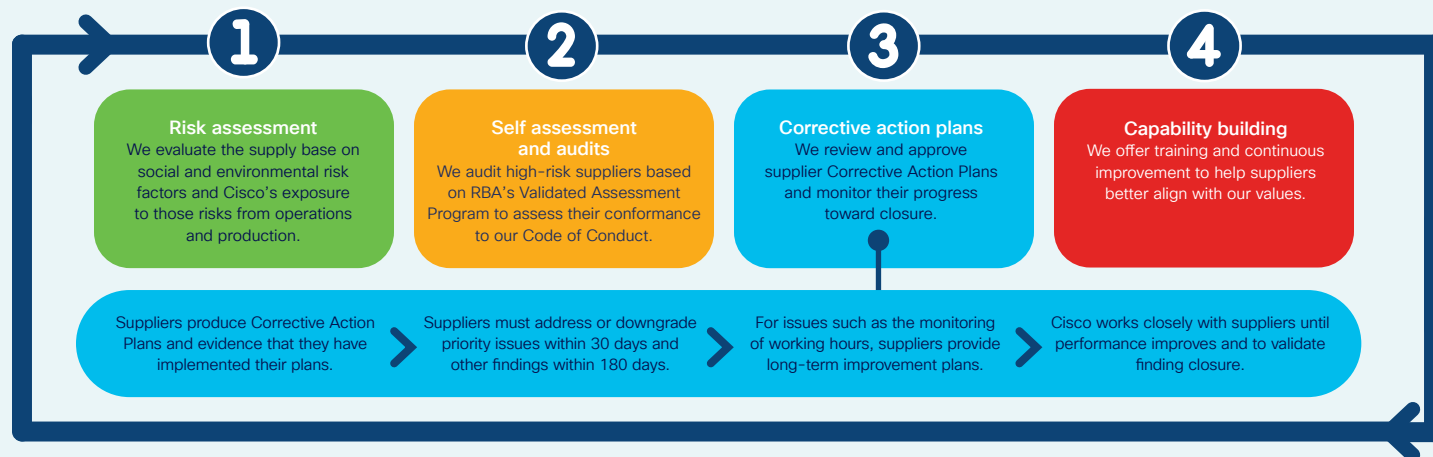 1
2
3
4
Risk assessment
We evaluate the supply base on
social and environmental risk
factors and Cisco's exposure
to those risks from operations
and production.
Self assessment
and audits
We audit high-risk suppliers based
on RBA's Validated Assessment
Program to assess their conformance
to our Code of Conduct.
Corrective action plans
We review and approve
supplier Corrective Action Plans
and monitor their progress
toward closure.
Capability building
We offer training and continuous
improvement to help suppliers
better align with our values.
Suppliers produce Corrective Action
Plans and evidence that they have
implemented their plans.
Suppliers must address or downgrade
priority issues within 30 days and
other findings within 180 days.
For issues such as the monitoring
of working hours, suppliers provide
long-term improvement plans.
Cisco works closely with suppliers until
performance improves and to validate
finding closure.